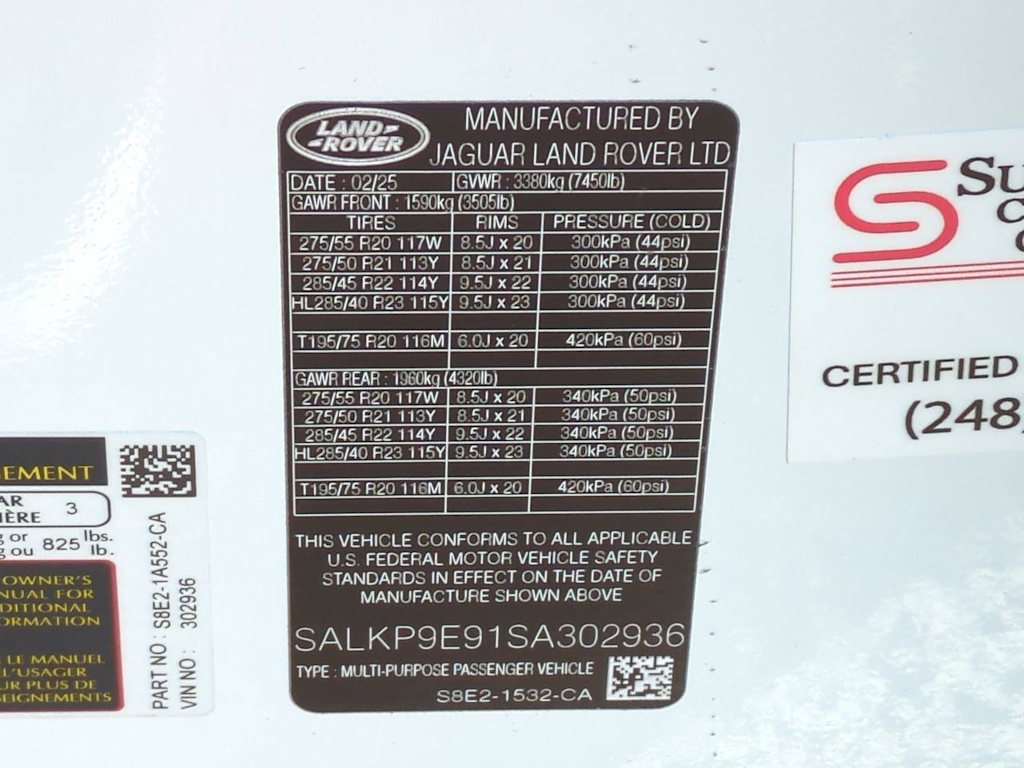 LAND-
-ROVER
MANUFACTURED BY
JAGUAR LAND ROVER LTD
DATE : 02/25 GVWR : 3380kg (7450lb)
GAWR FRONT : 1590kg (3505lb)
TIRES RIMS PRESSURE (COLD)
275/55 R20 117W 8.5J x 20 300kPa (44psi)
275/50 R21 113Y 8.5J x 21 300kPa (44psi)
285/45 R22 114Y 9.5J x 22 300kPa (44psi)
HL285/40 R23 115Y 9.5J x 23 300kPa (44psi)
T195/75 R20 116M 6.0J x 20 420kPa (60psi)
GAWR REAR : 1960kg (4320lb)
275/55 R20 117W 8.5J x 20 340kPa (50psi)
275/50 R21 113Y 8.5J x 21 340kPa (50psi)
285/45 R22 114Y 9.5J x 22 340kPa (50psi)
HL285/40 R23 115Y 9.5J x 23 340kPa (50psi)
T195/75 R20 116M 6.0J x 20 420kPa (60psi)
THIS VEHICLE CONFORMS TO ALL APPLICABLE
U.S. FEDERAL MOTOR VEHICLE SAFETY
STANDARDS IN EFFECT ON THE DATE OF
MANUFACTURE SHOWN ABOVE
SALKP9E91SA302936
TYPE : MULTI-PURPOSE PASSENGER VEHICLE
S8E2-1532-CA
EMENT
AR
IÈRE 3
g or
g ou 825 lbs.
lb.
OWNER'S
NUAL FOR
DITIONAL
ORMATION
LE MANUEL
L'USAGER
UR PLUS DE
SEIGNEMENTS
PART NO : S8E2-1A552-CA
VIN NO : 302936
S
SU
C
CERTIFIED
(248)